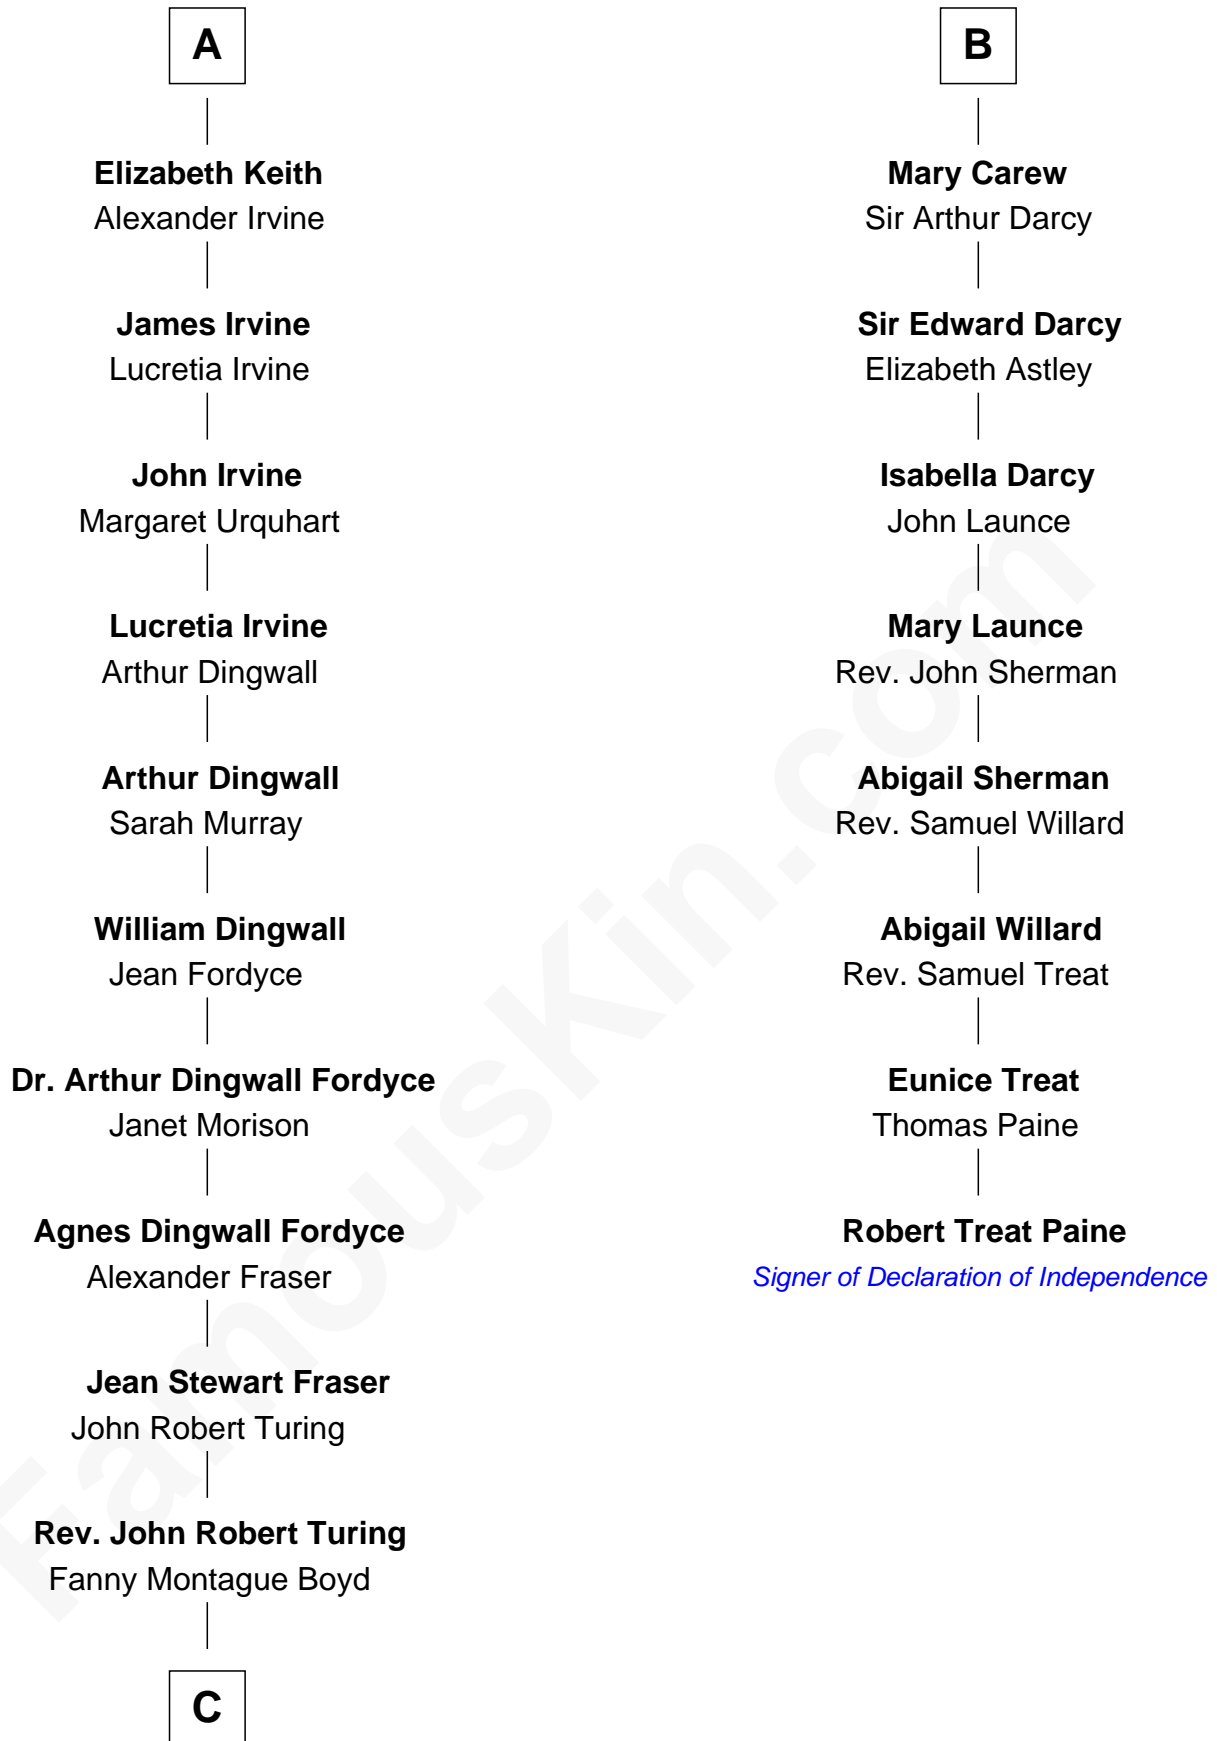 A
Elizabeth Keith
Alexander Irvine
James Irvine
Lucretia Irvine
John Irvine
Margaret Urquhart
Lucretia Irvine
Arthur Dingwall
Arthur Dingwall
Sarah Murray
William Dingwall
Jean Fordyce
Dr. Arthur Dingwall Fordyce
Janet Morison
Agnes Dingwall Fordyce
Alexander Fraser
Jean Stewart Fraser
John Robert Turing
Rev. John Robert Turing
Fanny Montague Boyd
C
B
Mary Carew
Sir Arthur Darcy
Sir Edward Darcy
Elizabeth Astley
Isabella Darcy
John Launce
Mary Launce
Rev. John Sherman
Abigail Sherman
Rev. Samuel Willard
Abigail Willard
Rev. Samuel Treat
Eunice Treat
Thomas Paine
Robert Treat Paine
Signer of Declaration of Independence
FamousKin.com